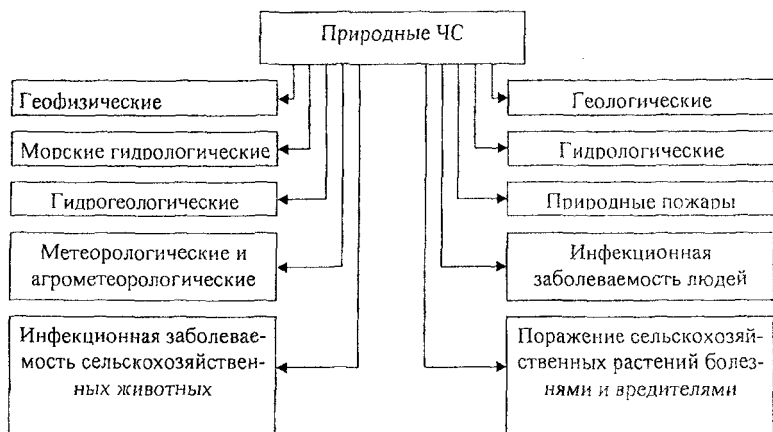 Природные ЧС
Геофизические
Геологические
Морские гидрологические
Гидрологические
Гидрогеологические
Природные пожары
Метеорологические и
агрометеорологические
Инфекционная
заболеваемость людей
Инфекционная заболевае-
мость сельскохозяйствен-
ных животных
Поражение сельскохозяй-
ственных растений болез-
нями и вредителями